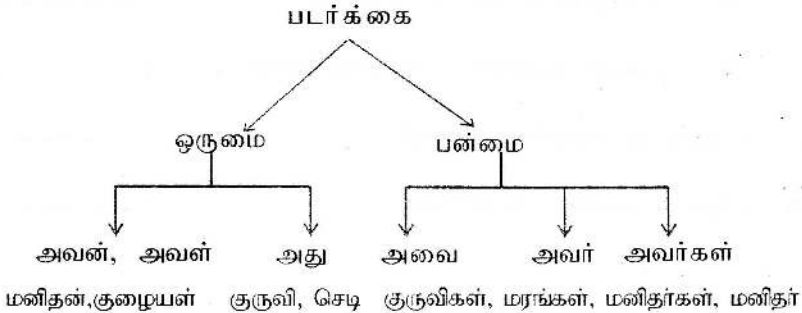 படர்க்கை
ஒருமை பன்மை
அவன், அவள் அது அவை அவர் அவர்கள்
மனிதன்,குழையள் குருவி, செடி குருவிகள், மரங்கள், மனிதர்கள், மனிதர்